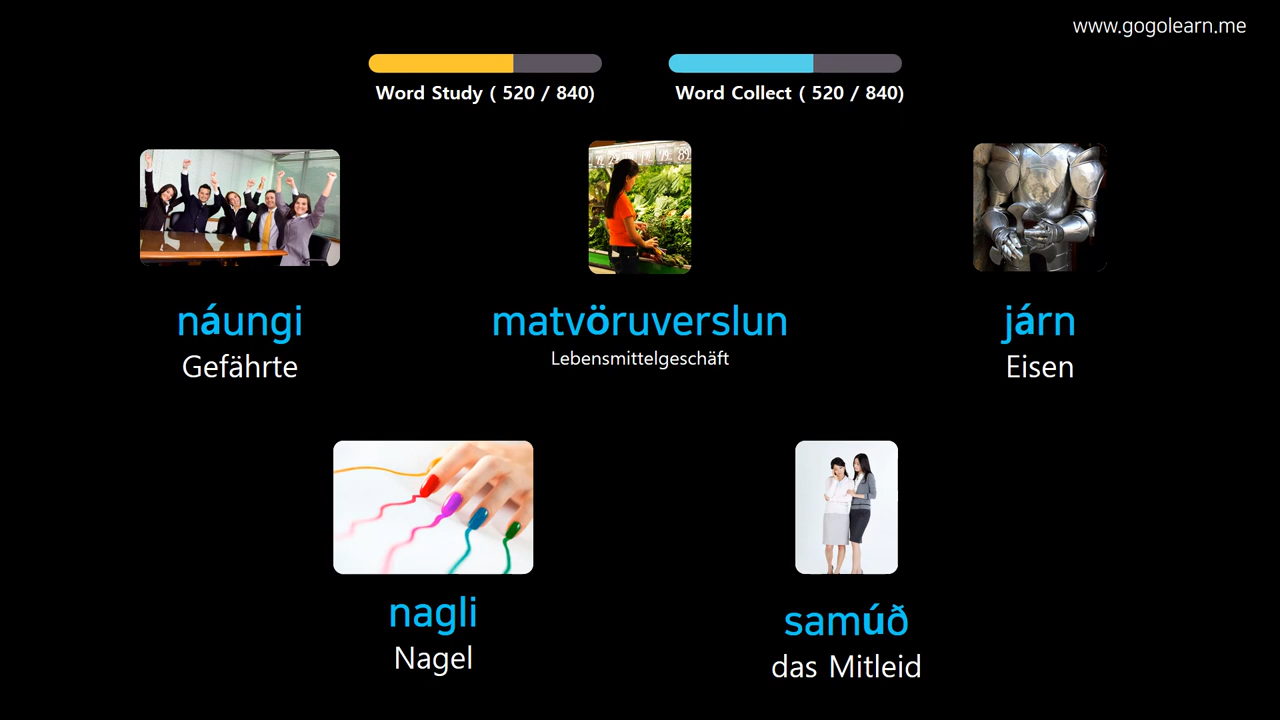 www.gogolearn.me
Word Study ( 520 / 840)
Word Collect ( 520 / 840)
náungi
Gefährte
matvöruverslun
Lebensmittelgeschäft
járn
Eisen
nagli
Nagel
samúð
das Mitleid